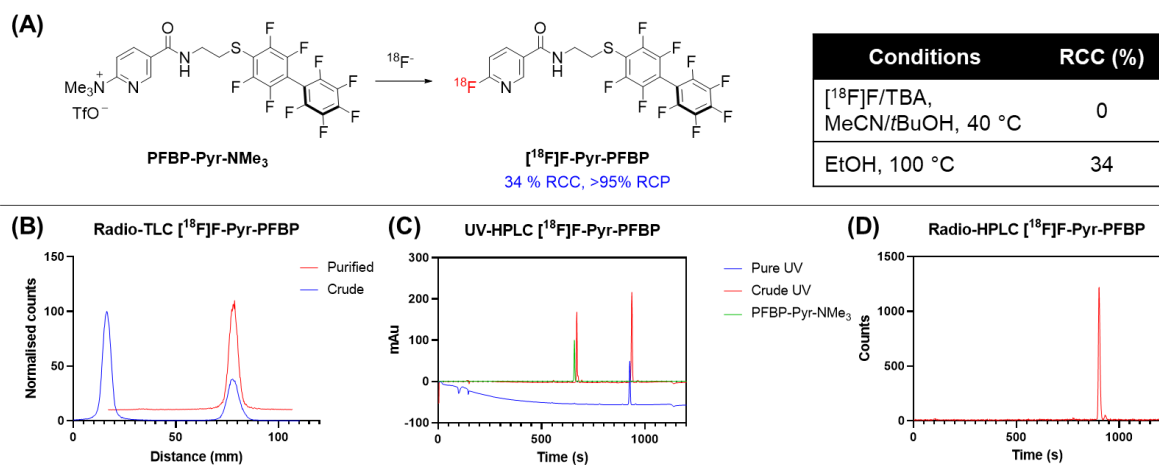 (A)
O
N
H
S
F
F
F
F
F
F
F
F
F
Me₃N⁺
N
TfO⁻
PFBP-Pyr-NMe₃
¹⁸F⁻
O
N
H
S
F
F
F
F
F
F
F
F
F
¹⁸F
N
[¹⁸F]F-Pyr-PFBP
34 % RCC, >95% RCP
Conditions RCC (%)
[¹⁸F]F/TBA,
MeCN/tBuOH, 40 °C 0
EtOH, 100 °C 34
(B) Radio-TLC [¹⁸F]F-Pyr-PFBP
Normalised counts
150
100
50
0
0 50 100
Distance (mm)
Purified
Crude
(C) UV-HPLC [¹⁸F]F-Pyr-PFBP
mAu
300
200
100
0
-100
500 1000
Time (s)
Pure UV
Crude UV
PFBP-Pyr-NMe₃
(D) Radio-HPLC [¹⁸F]F-Pyr-PFBP
Counts
1500
1000
500
0
0 500 1000
Time (s)